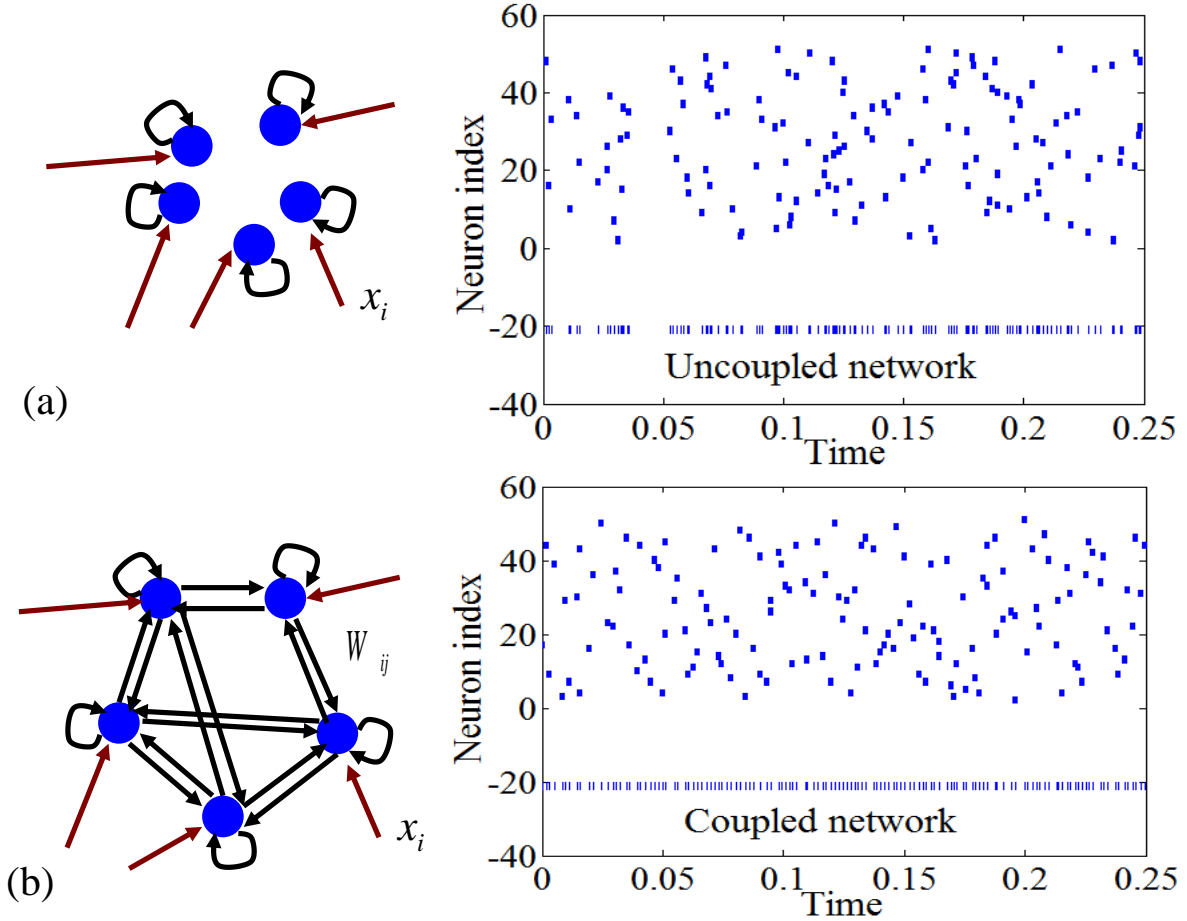 (a)
x_i
Neuron index
60
40
20
0
-20
-40
Uncoupled network
0 0.05 0.1 0.15 0.2 0.25
Time
(b)
W_ij
x_i
Neuron index
60
40
20
0
-20
-40
Coupled network
0 0.05 0.1 0.15 0.2 0.25
Time